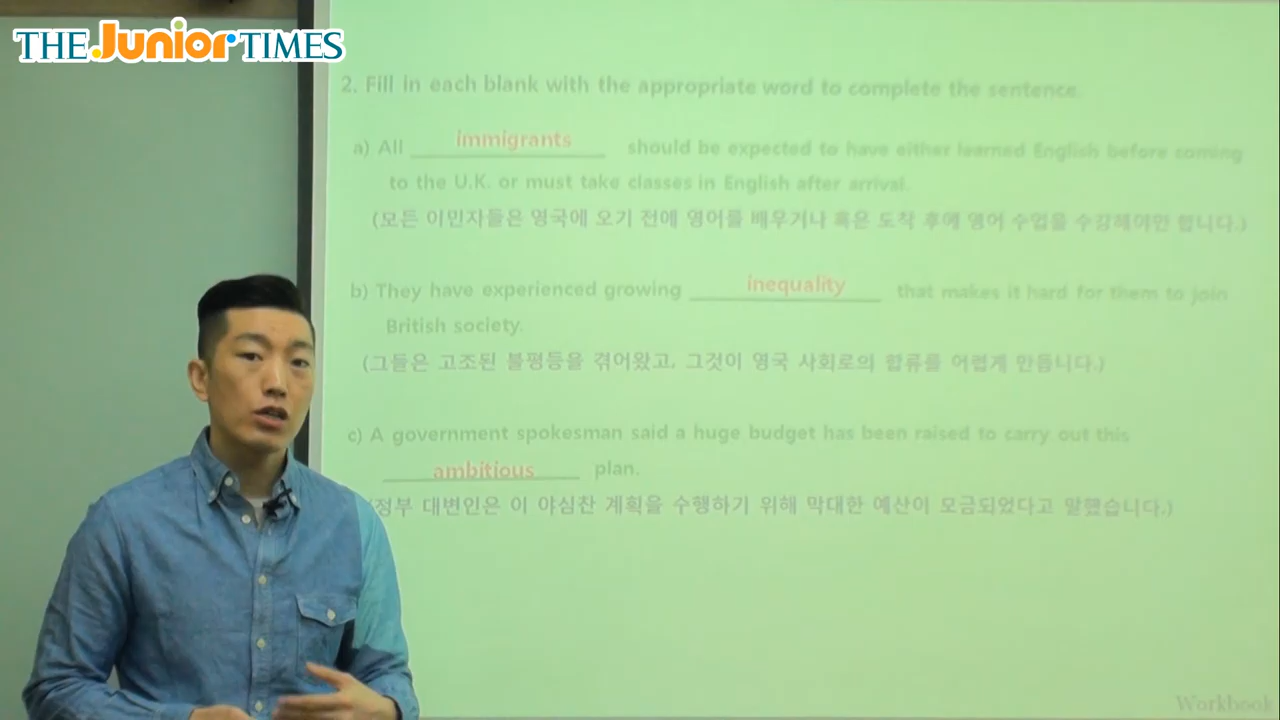 THE Junior TIMES
2. Fill in each blank with the appropriate word to complete the sentence.
a) All immigrants should be expected to have either learned English before coming
to the U.K. or must take classes in English after arrival.
(모든 이민자들은 영국에 오기 전에 영어를 배우거나 혹은 도착 후에 영어 수업을 수강해야만 합니다.)
b) They have experienced growing inequality that makes it hard for them to join
British society.
(그들은 고조된 불평등을 겪어왔고, 그것이 영국 사회로의 합류를 어렵게 만듭니다.)
c) A government spokesman said a huge budget has been raised to carry out this
ambitious plan.
(정부 대변인은 이 야심찬 계획을 수행하기 위해 막대한 예산이 모금되었다고 말했습니다.)
Workbook